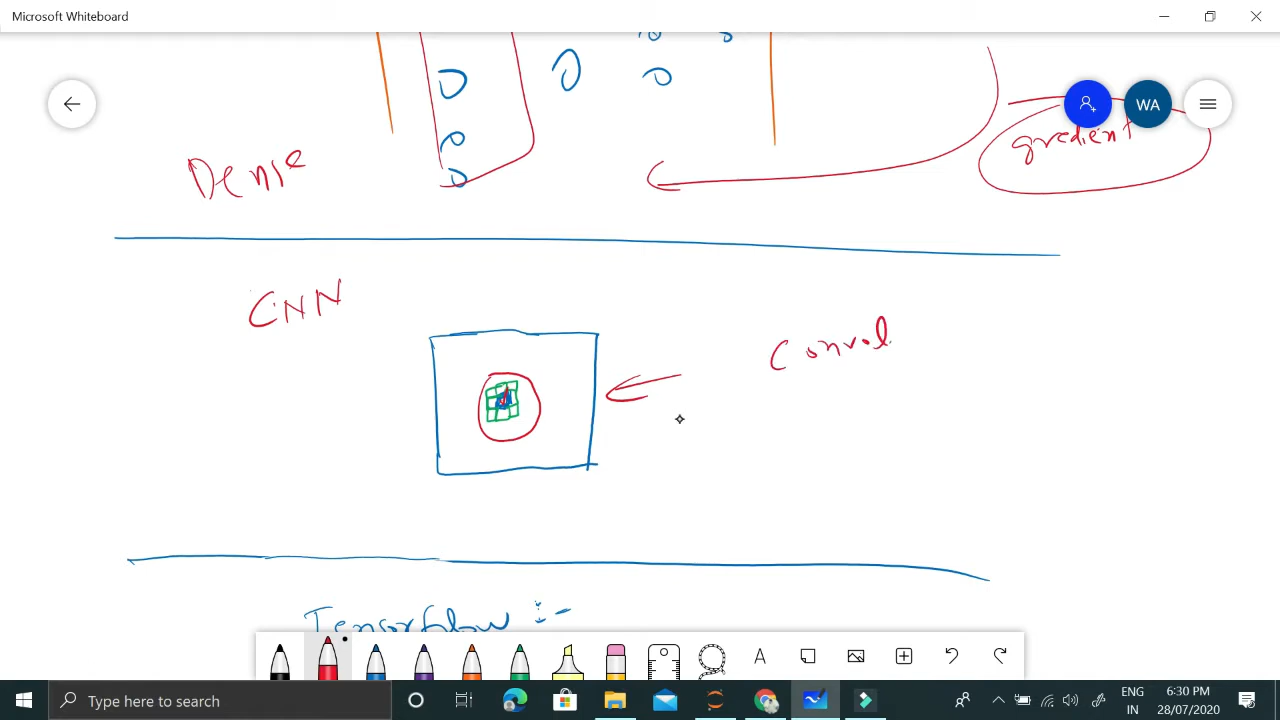 Microsoft Whiteboard
WA
gredient
Dense
CNN
Convol
Tensorflow :-
A
Type here to search
ENG
IN
6:30 PM
28/07/2020